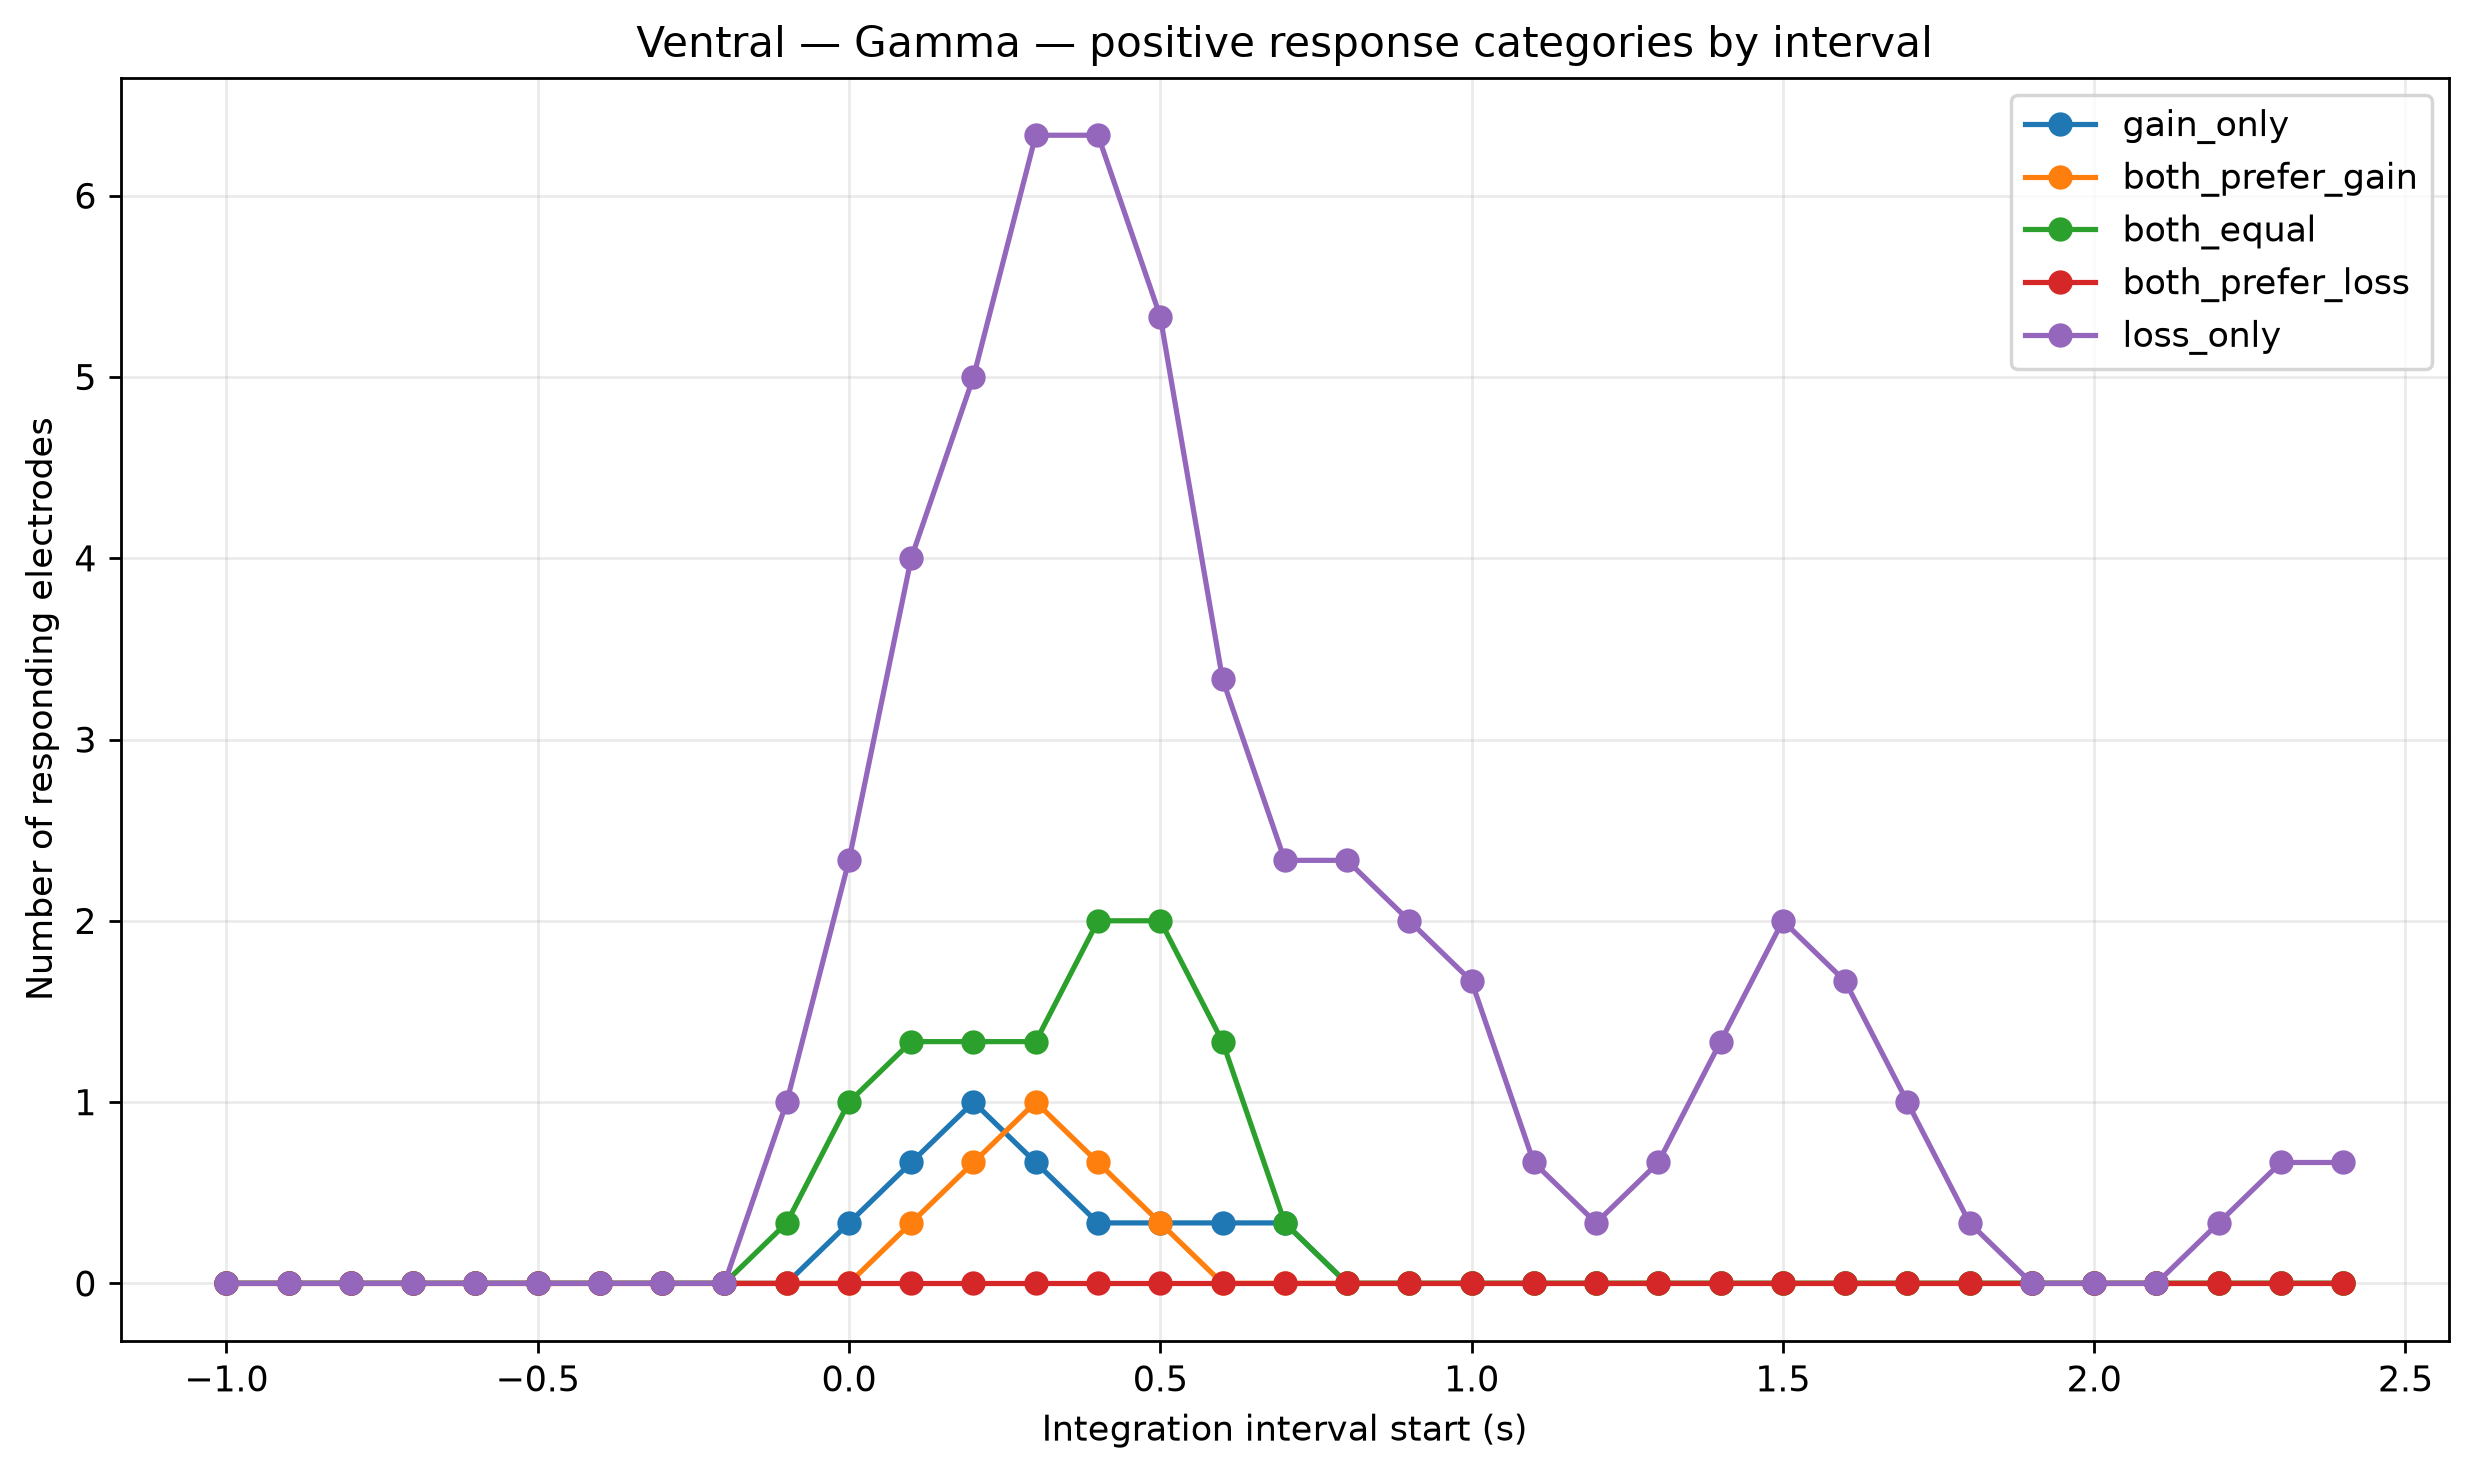 Ventral — Gamma — positive response categories by interval
gain_only
both_prefer_gain
both_equal
both_prefer_loss
loss_only
Number of responding electrodes
6
5
4
3
2
1
0
−1.0 −0.5 0.0 0.5 1.0 1.5 2.0 2.5
Integration interval start (s)